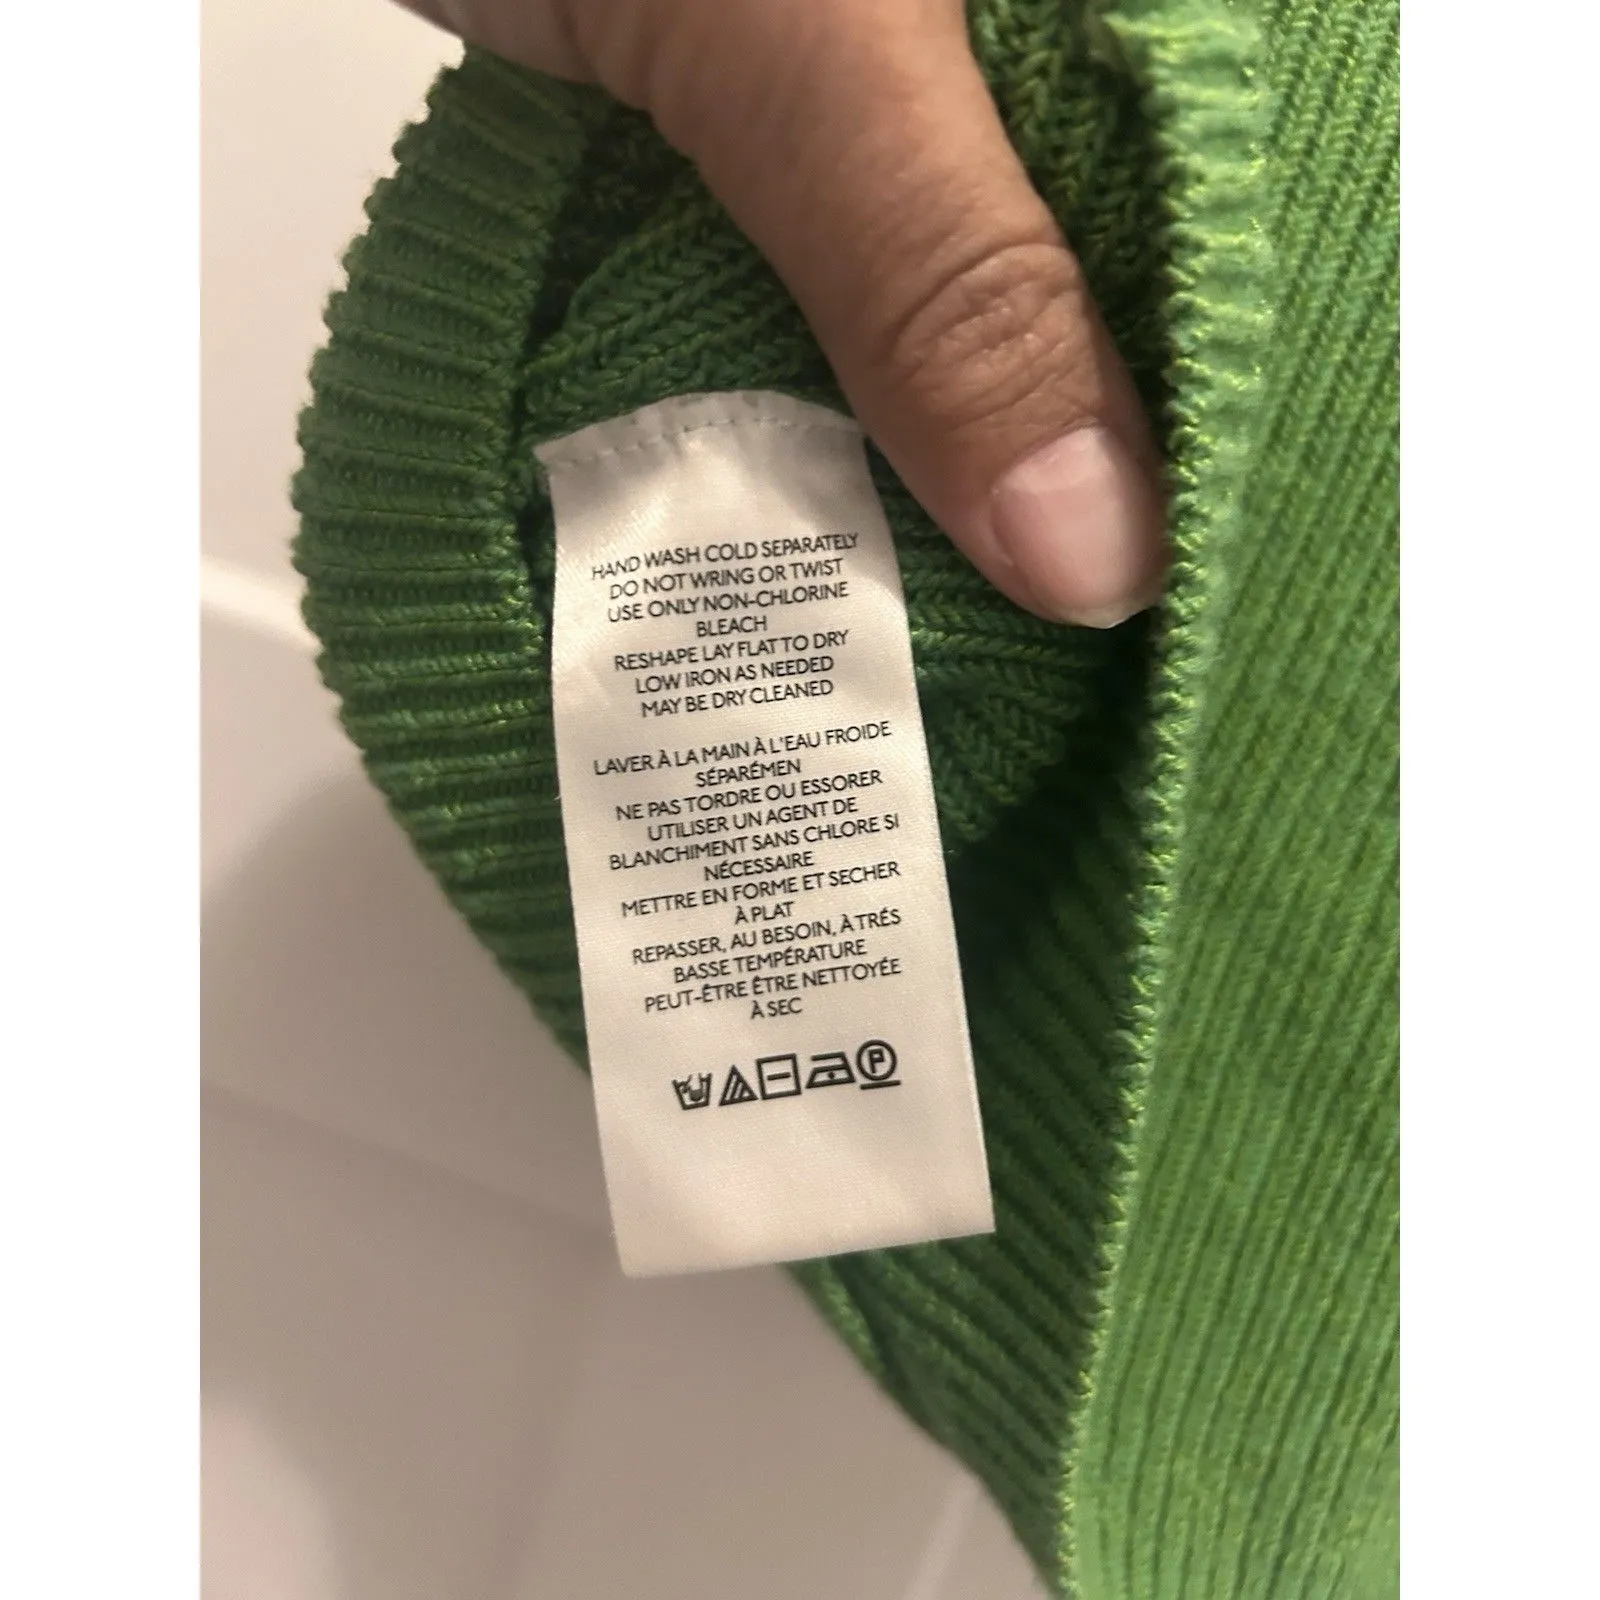 HAND WASH COLD SEPARATELY
DO NOT WRING OR TWIST
USE ONLY NON-CHLORINE
BLEACH
RESHAPE LAY FLAT TO DRY
LOW IRON AS NEEDED
MAY BE DRY CLEANED
LAVER À LA MAIN À L'EAU FROIDE
SÉPARÉMEN
NE PAS TORDRE OU ESSORER
UTILISER UN AGENT DE
BLANCHIMENT SANS CHLORE SI
NÉCESSAIRE
METTRE EN FORME ET SECHER
À PLAT
REPASSER, AU BESOIN, À TRÉS
BASSE TEMPÉRATURE
PEUT-ÊTRE ÊTRE NETTOYÉE
À SEC
P